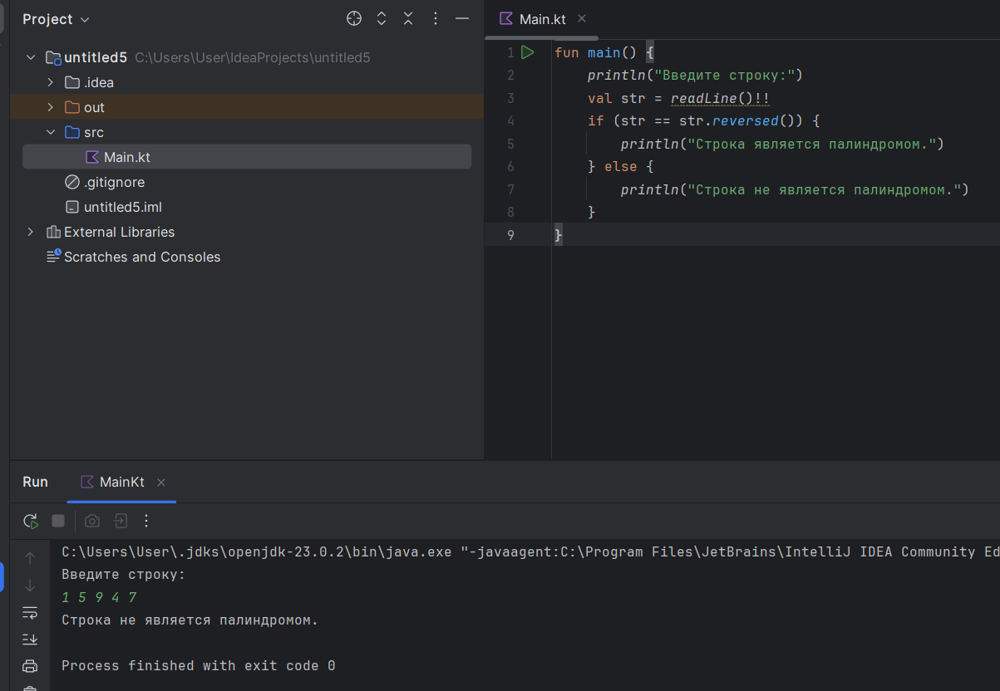 Project
untitled5 C:\Users\User\IdeaProjects\untitled5
.idea
out
src
Main.kt
.gitignore
untitled5.iml
External Libraries
Scratches and Consoles
Main.kt
1 fun main() {
2     println("Введите строку:")
3     val str = readLine()!!
4     if (str == str.reversed()) {
5         println("Строка является палиндромом.")
6     } else {
7         println("Строка не является палиндромом.")
8     }
9 }
Run MainKt
C:\Users\User\.jdks\openjdk-23.0.2\bin\java.exe "-javaagent:C:\Program Files\JetBrains\IntelliJ IDEA Community Ed
Введите строку:
1 5 9 4 7
Строка не является палиндромом.
Process finished with exit code 0